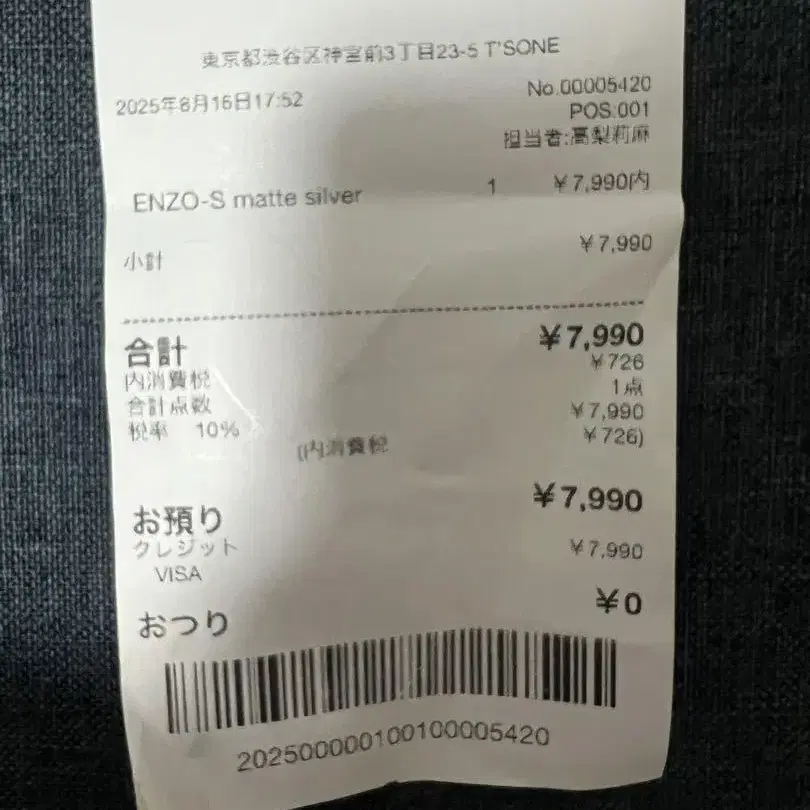 東京都渋谷区神宮前3丁目23-5 T'SONE
2025年8月16日17:52
No.00005420
POS:001
担当者:高梨莉麻
ENZO-S matte silver 1 ¥7,990内
小計 ¥7,990
合計 ¥7,990
内消費税 ¥726
合計点数 1点
税率 10% ¥7,990
(内消費税 ¥726)
お預り ¥7,990
クレジット ¥7,990
VISA
おつり ¥0
202500000100100005420